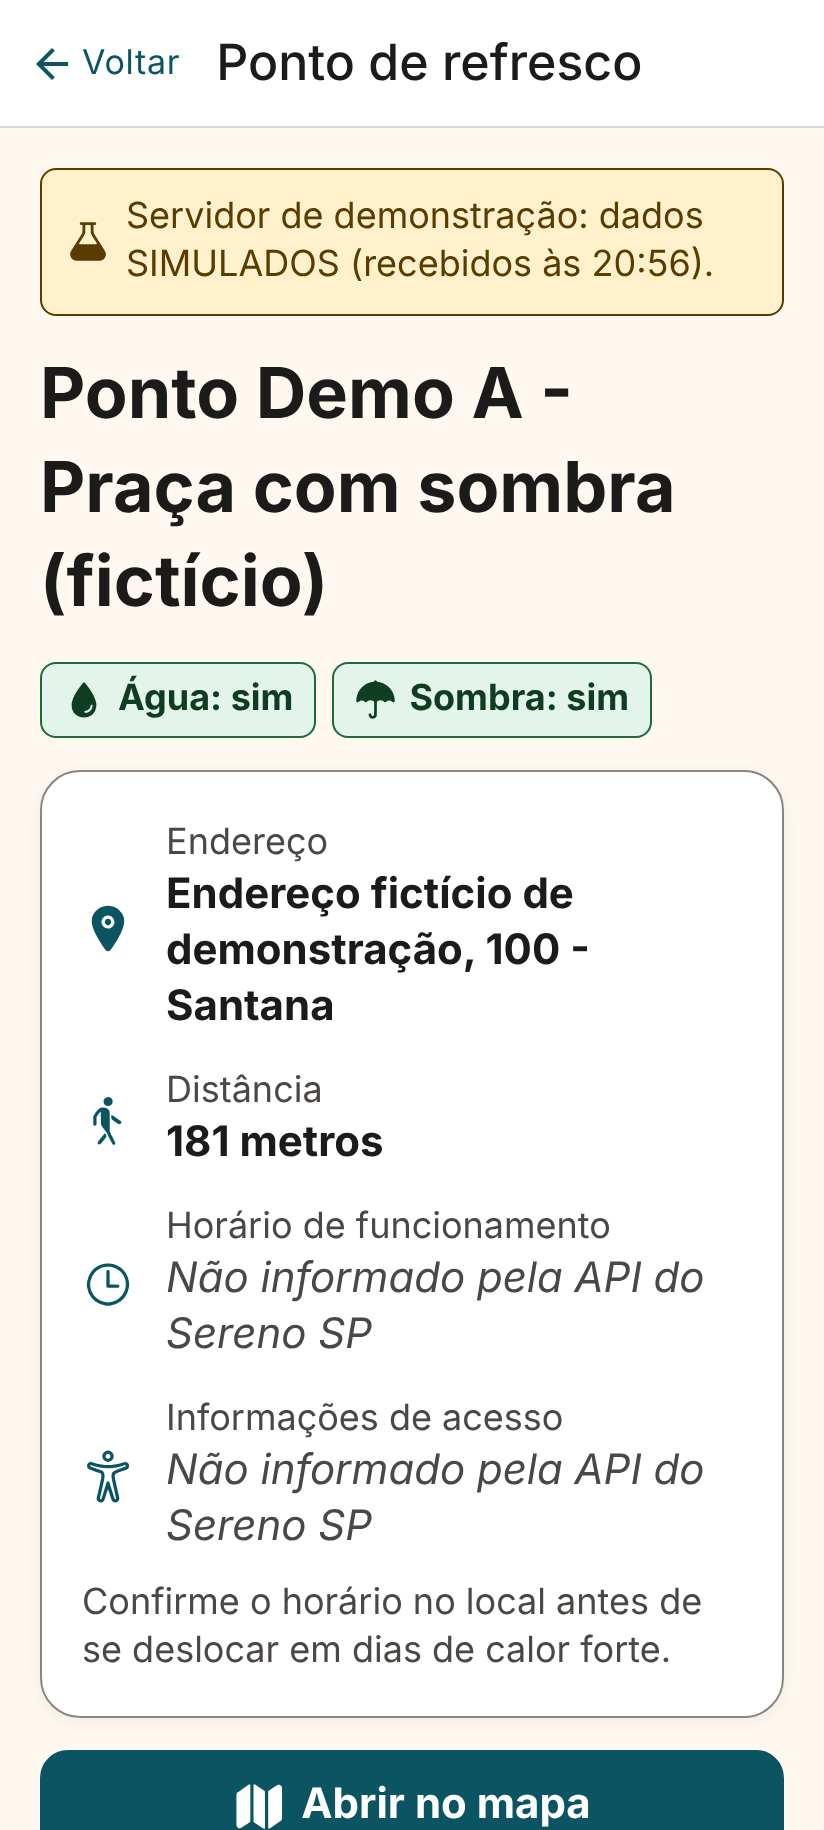 Voltar
Ponto de refresco
Servidor de demonstração: dados
SIMULADOS (recebidos às 20:56).
Ponto Demo A -
Praça com sombra
(fictício)
Água: sim
Sombra: sim
Endereço
Endereço fictício de
demonstração, 100 -
Santana
Distância
181 metros
Horário de funcionamento
Não informado pela API do
Sereno SP
Informações de acesso
Não informado pela API do
Sereno SP
Confirme o horário no local antes de
se deslocar em dias de calor forte.
Abrir no mapa